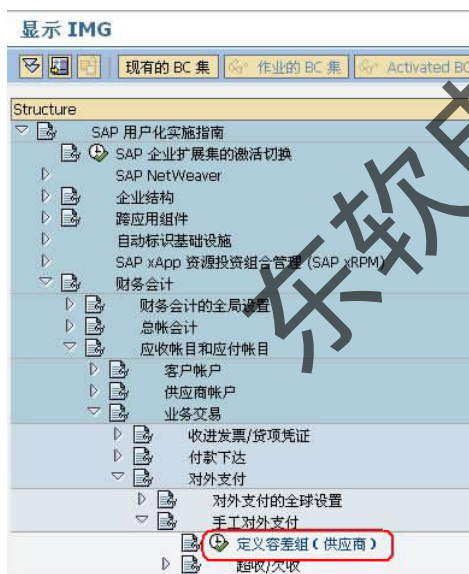 显示 IMG
现有的 BC 集 作业的 BC 集 Activated BC
Structure
SAP 用户化实施指南
SAP 企业扩展集的激活切换
SAP NetWeaver
企业结构
跨应用组件
自动标识基础设施
SAP xApp 资源投资组合管理 (SAP xRPM)
财务会计
财务会计的全局设置
总帐会计
应收帐目和应付帐目
客户帐户
供应商帐户
业务交易
收进发票/贷项凭证
付款下达
对外支付
对外支付的全球设置
手工对外支付
定义容差组(供应商)
超收/欠收
东软